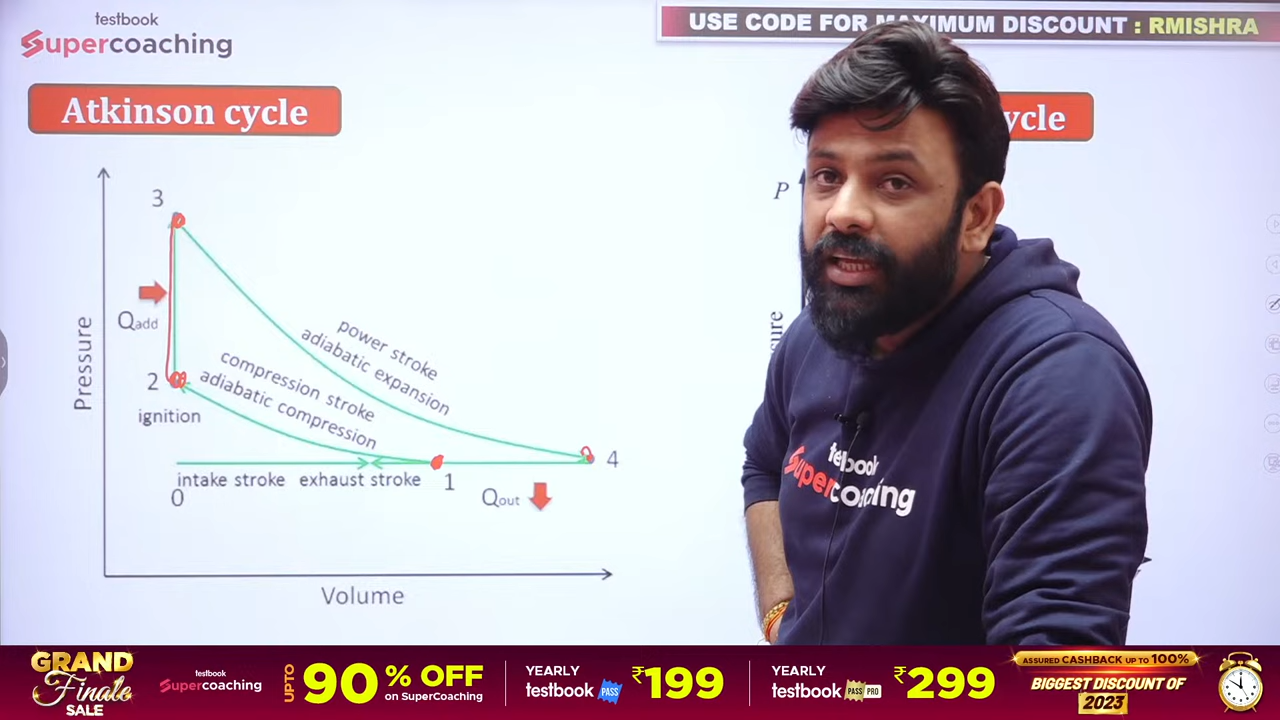 testbook
Supercoaching
USE CODE FOR MAXIMUM DISCOUNT : RMISHRA
Atkinson cycle
ycle
3
P
Pressure
Qadd
2
ignition
power stroke
adiabatic expansion
compression stroke
adiabatic compression
4
intake stroke exhaust stroke
0
1
Qout
Volume
ure
testbook
Supercoaching
GRAND
Finale
SALE
testbook
Supercoaching
UPTO
90% OFF
on SuperCoaching
YEARLY
testbook PASS
₹199
YEARLY
testbook PASS PRO
₹299
ASSURED CASHBACK UP TO 100%
BIGGEST DISCOUNT OF
2023